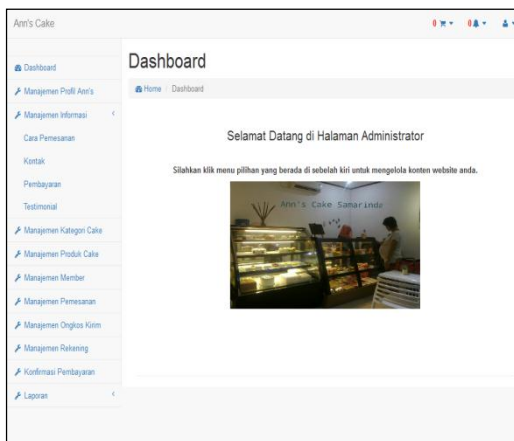 Ann's Cake
0
0
Dashboard
Manajemen Profil Ann's
Manajemen Informasi
Cara Pemesanan
Kontak
Pembayaran
Testimonial
Manajemen Kategori Cake
Manajemen Produk Cake
Manajemen Member
Manajemen Pemesanan
Manajemen Ongkos Kirim
Manajemen Rekening
Konfirmasi Pembayaran
Laporan
Dashboard
Home / Dashboard
Selamat Datang di Halaman Administrator
Silahkan klik menu pilihan yang berada di sebelah kiri untuk mengelola konten website anda.
Ann's Cake Samarinda